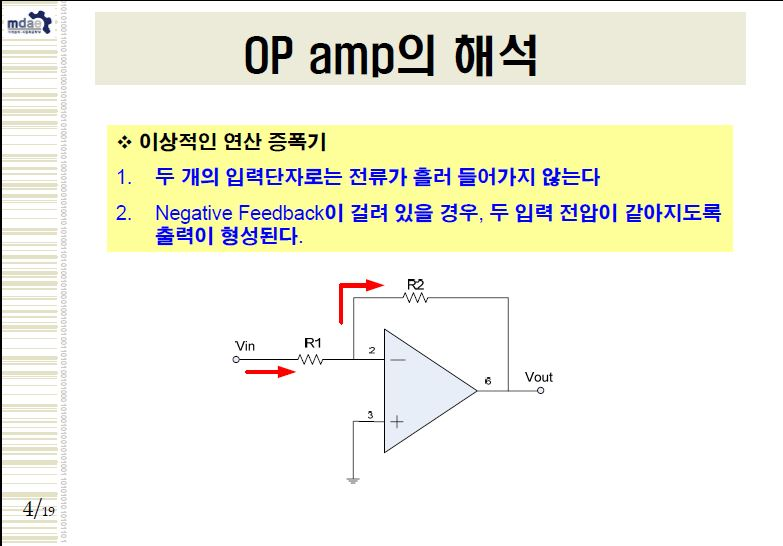 mdae
OP amp의 해석
❖ 이상적인 연산 증폭기
1. 두 개의 입력단자로는 전류가 흘러 들어가지 않는다
2. Negative Feedback이 걸려 있을 경우, 두 입력 전압이 같아지도록
출력이 형성된다.
R2
Vin
R1
2
6
Vout
3
4/19